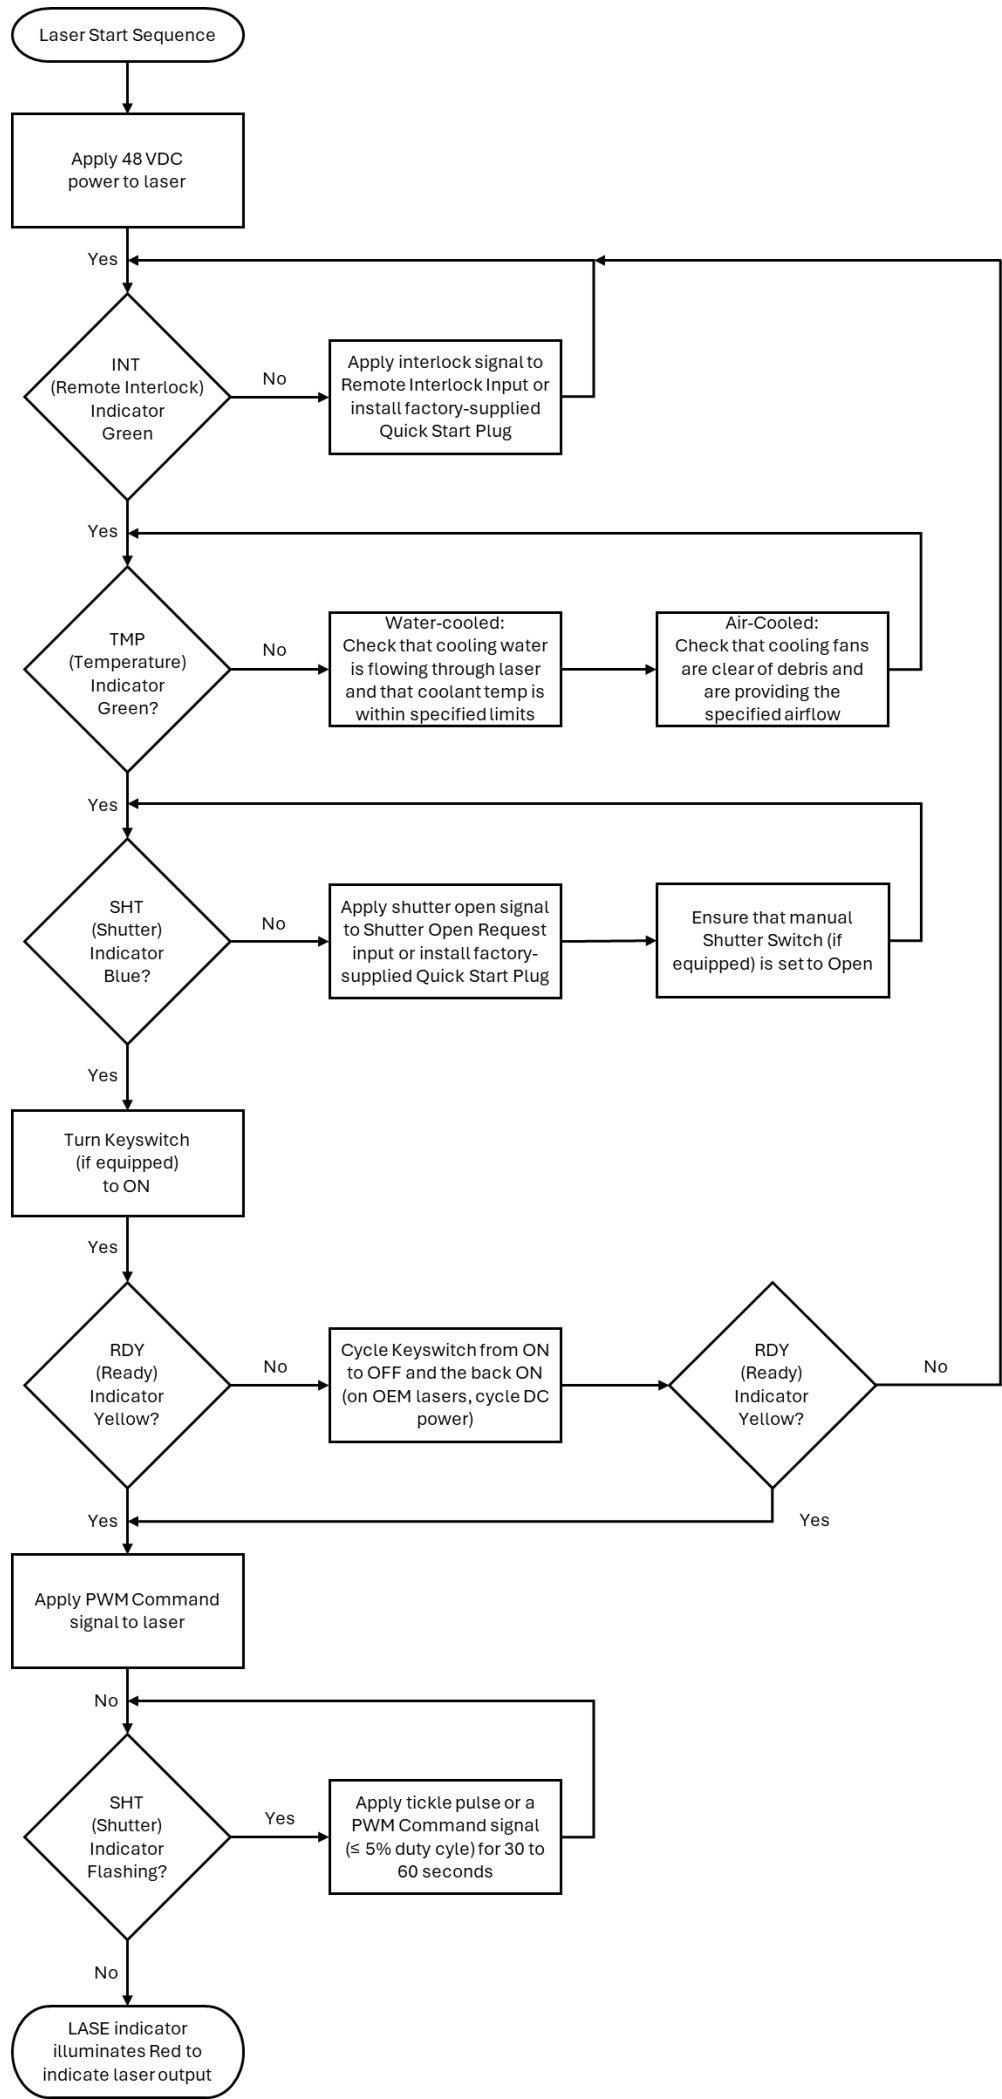 Laser Start Sequence
Apply 48 VDC
power to laser
Yes
INT
(Remote Interlock)
Indicator
Green
No
Apply interlock signal to
Remote Interlock Input or
install factory-supplied
Quick Start Plug
Yes
TMP
(Temperature)
Indicator
Green?
No
Water-cooled:
Check that cooling water
is flowing through laser
and that coolant temp is
within specified limits
Air-Cooled:
Check that cooling fans
are clear of debris and
are providing the
specified airflow
Yes
SHT
(Shutter)
Indicator
Blue?
No
Apply shutter open signal
to Shutter Open Request
input or install factory-
supplied Quick Start Plug
Ensure that manual
Shutter Switch (if
equipped) is set to Open
Yes
Turn Keyswitch
(if equipped)
to ON
Yes
RDY
(Ready)
Indicator
Yellow?
No
Cycle Keyswitch from ON
to OFF and the back ON
(on OEM lasers, cycle DC
power)
RDY
(Ready)
Indicator
Yellow?
No
Yes
Yes
Apply PWM Command
signal to laser
No
SHT
(Shutter)
Indicator
Flashing?
Yes
Apply tickle pulse or a
PWM Command signal
(≤ 5% duty cyle) for 30 to
60 seconds
No
LASE indicator
illuminates Red to
indicate laser output